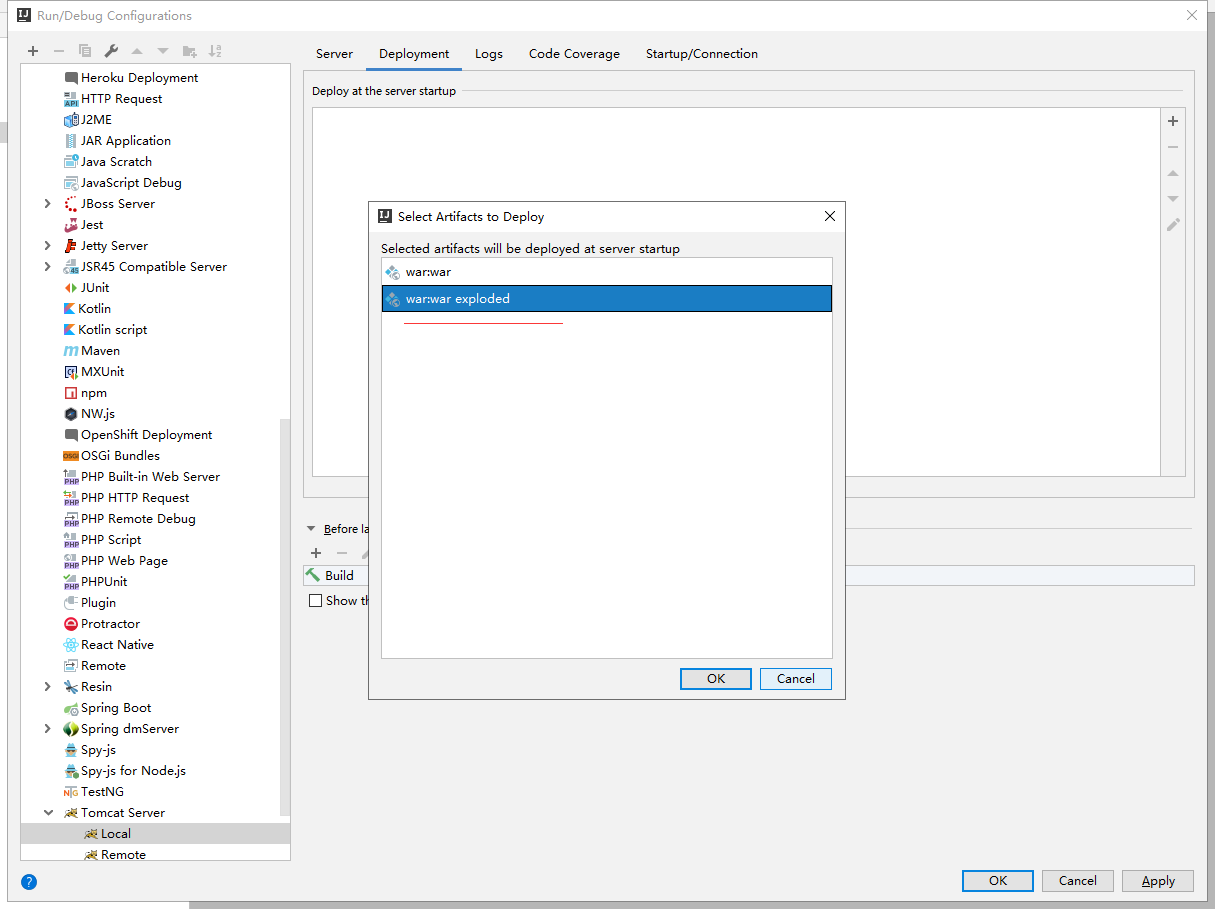 Run/Debug Configurations
Heroku Deployment
HTTP Request
J2ME
JAR Application
Java Scratch
JavaScript Debug
JBoss Server
Jest
Jetty Server
JSR45 Compatible Server
JUnit
Kotlin
Kotlin script
Maven
MXUnit
npm
NW.js
OpenShift Deployment
OSGi Bundles
PHP Built-in Web Server
PHP HTTP Request
PHP Remote Debug
PHP Script
PHP Web Page
PHPUnit
Plugin
Protractor
React Native
Remote
Resin
Spring Boot
Spring dmServer
Spy-js
Spy-js for Node.js
TestNG
Tomcat Server
Local
Remote
Server Deployment Logs Code Coverage Startup/Connection
Deploy at the server startup
Select Artifacts to Deploy
Selected artifacts will be deployed at server startup
war:war
war:war exploded
OK Cancel
Before la
Build
Show th
? OK Cancel Apply